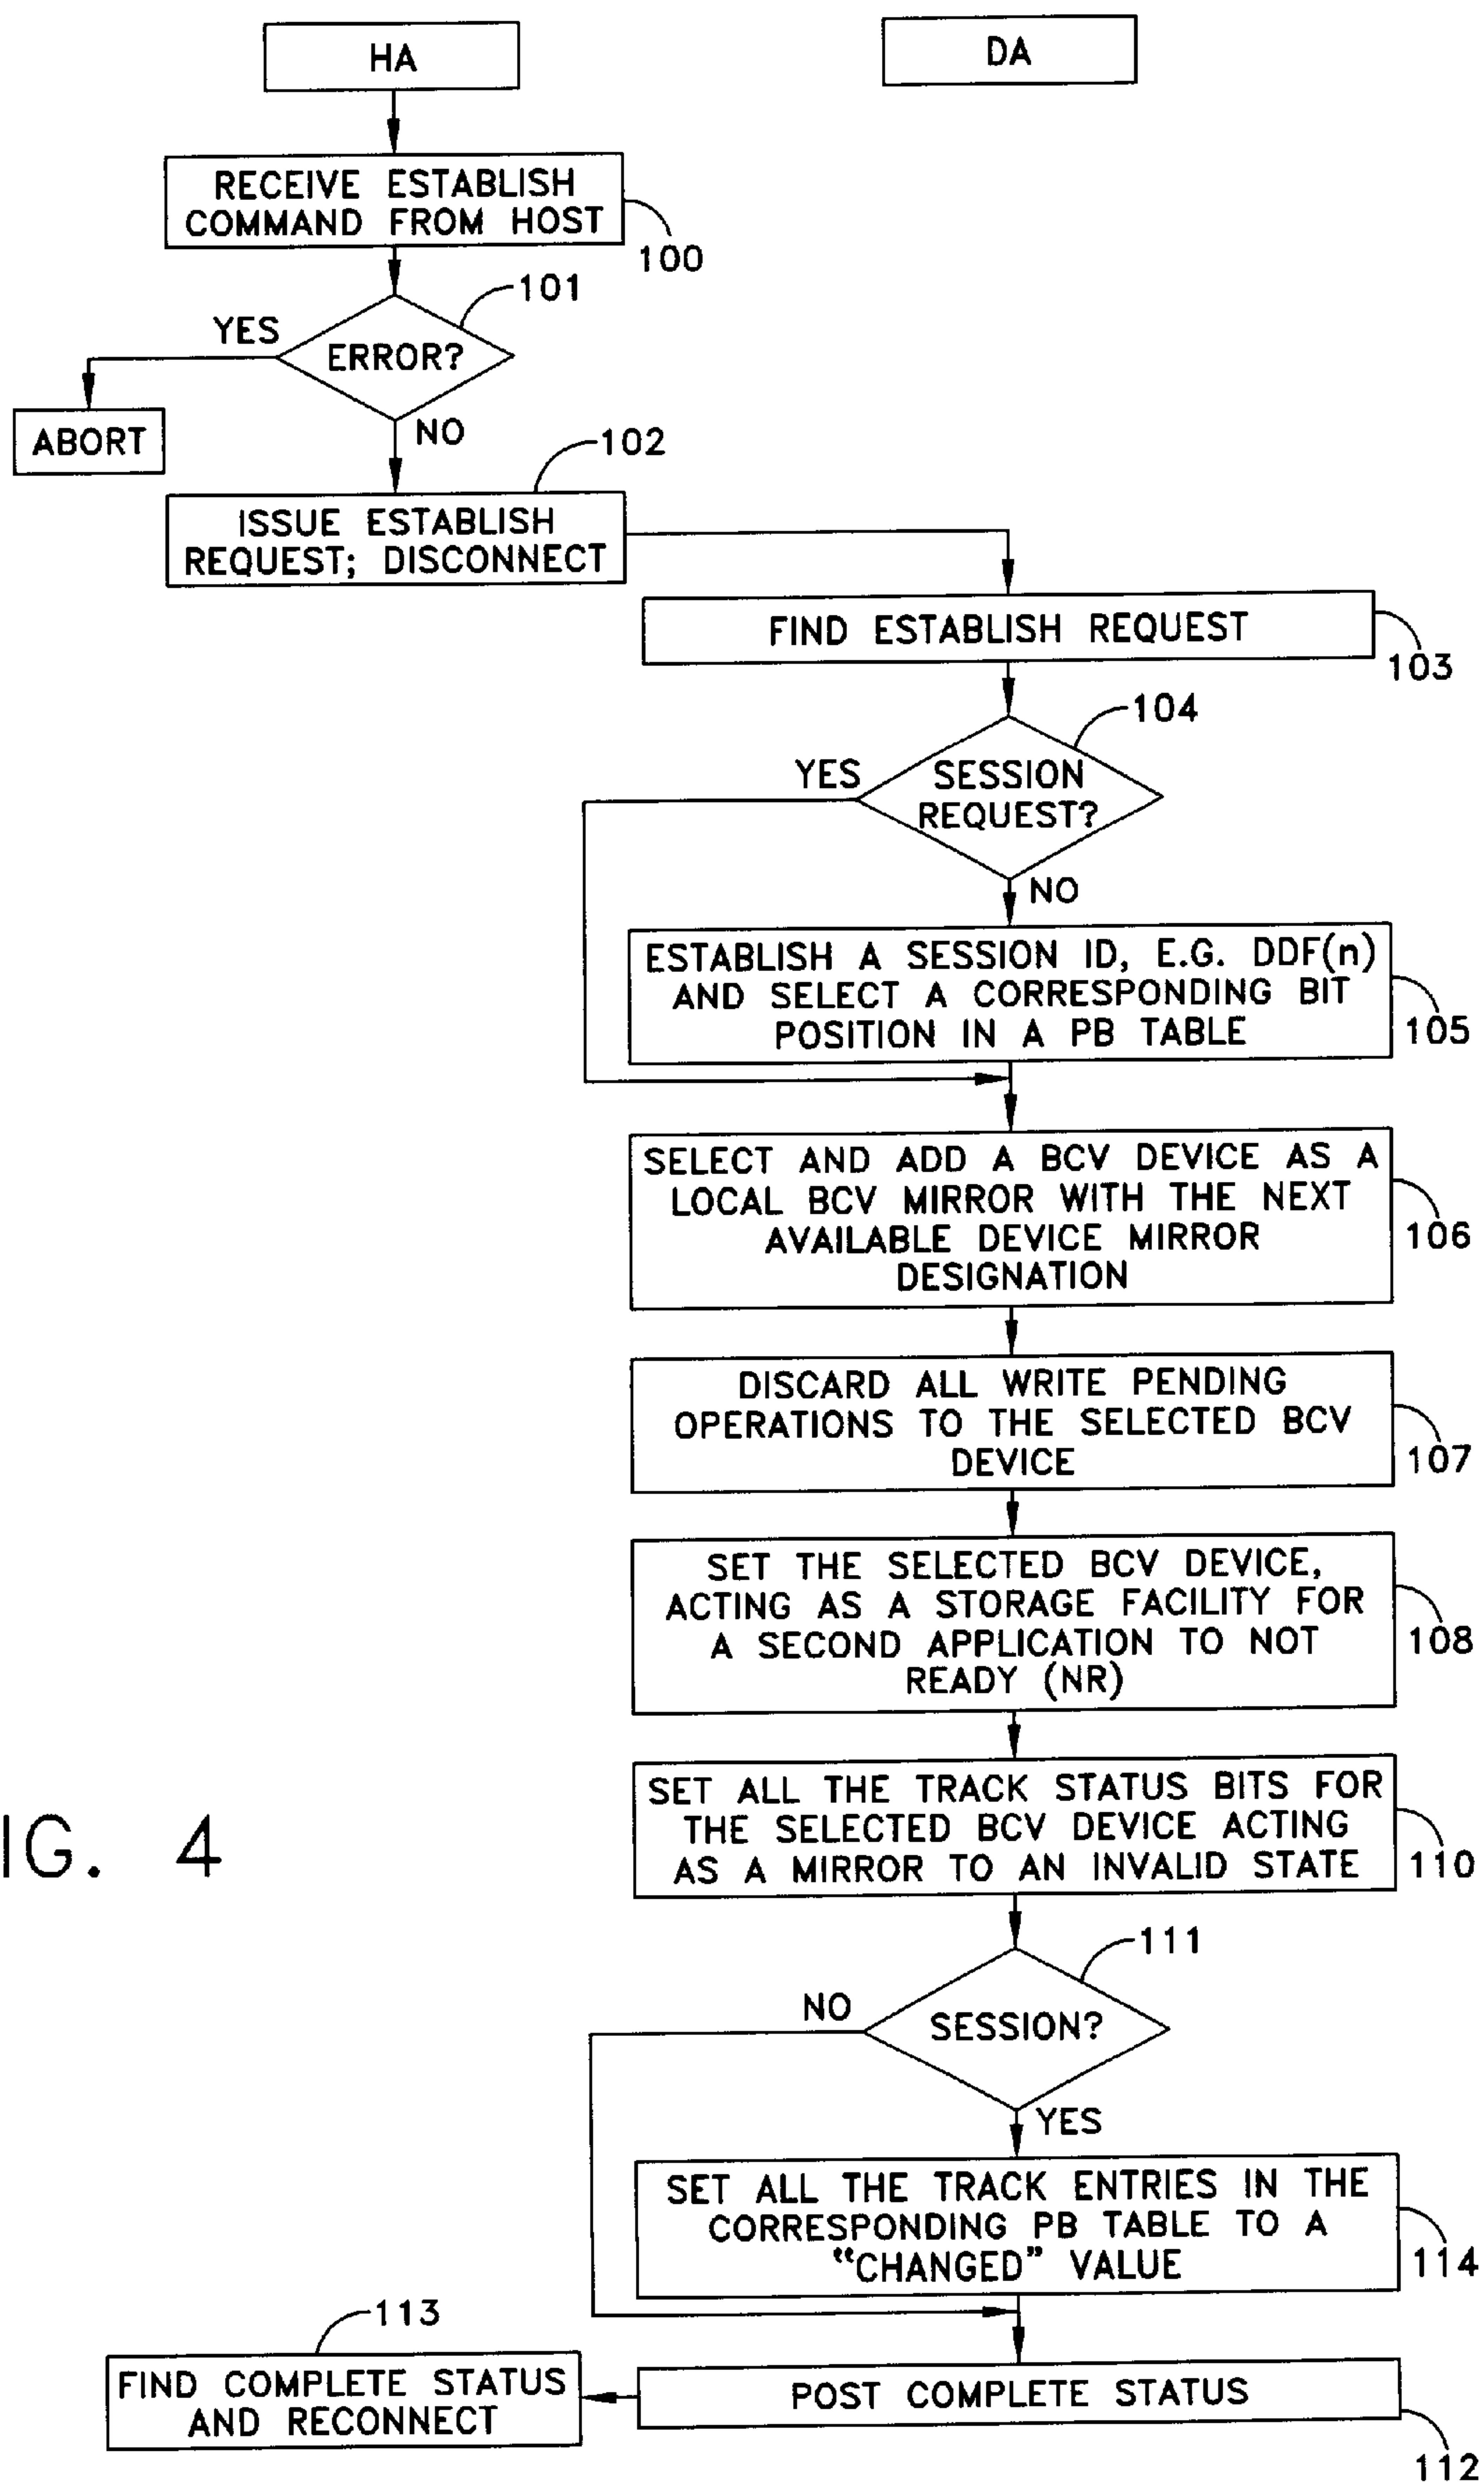 HA
DA
RECEIVE ESTABLISH
COMMAND FROM HOST
100
101
YES
ERROR?
ABORT
NO
102
ISSUE ESTABLISH
REQUEST; DISCONNECT
FIND ESTABLISH REQUEST
103
104
YES
SESSION
REQUEST?
NO
ESTABLISH A SESSION ID, E.G. DDF(n)
AND SELECT A CORRESPONDING BIT
POSITION IN A PB TABLE
105
SELECT AND ADD A BCV DEVICE AS A
LOCAL BCV MIRROR WITH THE NEXT
AVAILABLE DEVICE MIRROR
DESIGNATION
106
DISCARD ALL WRITE PENDING
OPERATIONS TO THE SELECTED BCV
DEVICE
107
SET THE SELECTED BCV DEVICE,
ACTING AS A STORAGE FACILITY FOR
A SECOND APPLICATION TO NOT
READY (NR)
108
SET ALL THE TRACK STATUS BITS FOR
THE SELECTED BCV DEVICE ACTING
AS A MIRROR TO AN INVALID STATE
110
IG. 4
111
NO
SESSION?
YES
SET ALL THE TRACK ENTRIES IN THE
CORRESPONDING PB TABLE TO A
“CHANGED” VALUE
114
113
FIND COMPLETE STATUS
AND RECONNECT
POST COMPLETE STATUS
112